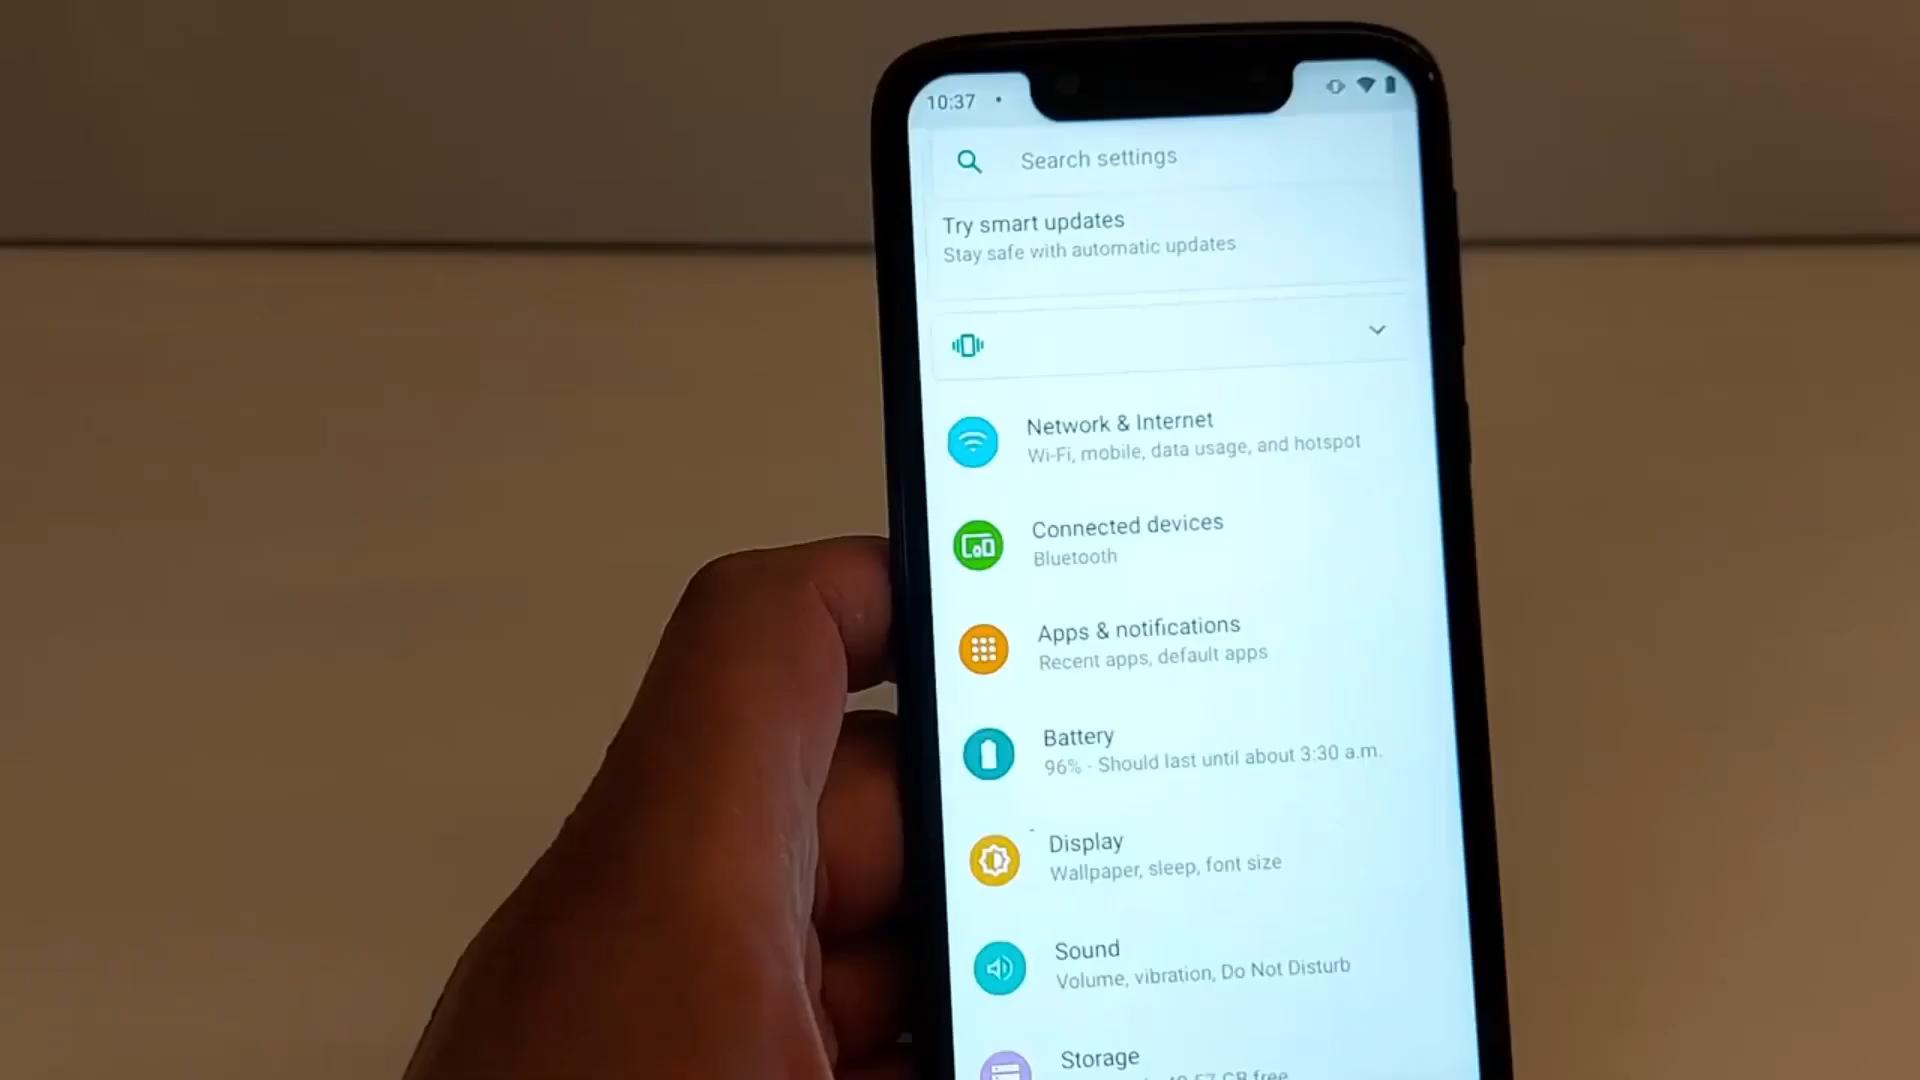 10:37
Search settings
Try smart updates
Stay safe with automatic updates
Network & Internet
Wi-Fi, mobile, data usage, and hotspot
Connected devices
Bluetooth
Apps & notifications
Recent apps, default apps
Battery
96% - Should last until about 3:30 a.m.
Display
Wallpaper, sleep, font size
Sound
Volume, vibration, Do Not Disturb
Storage
GB free